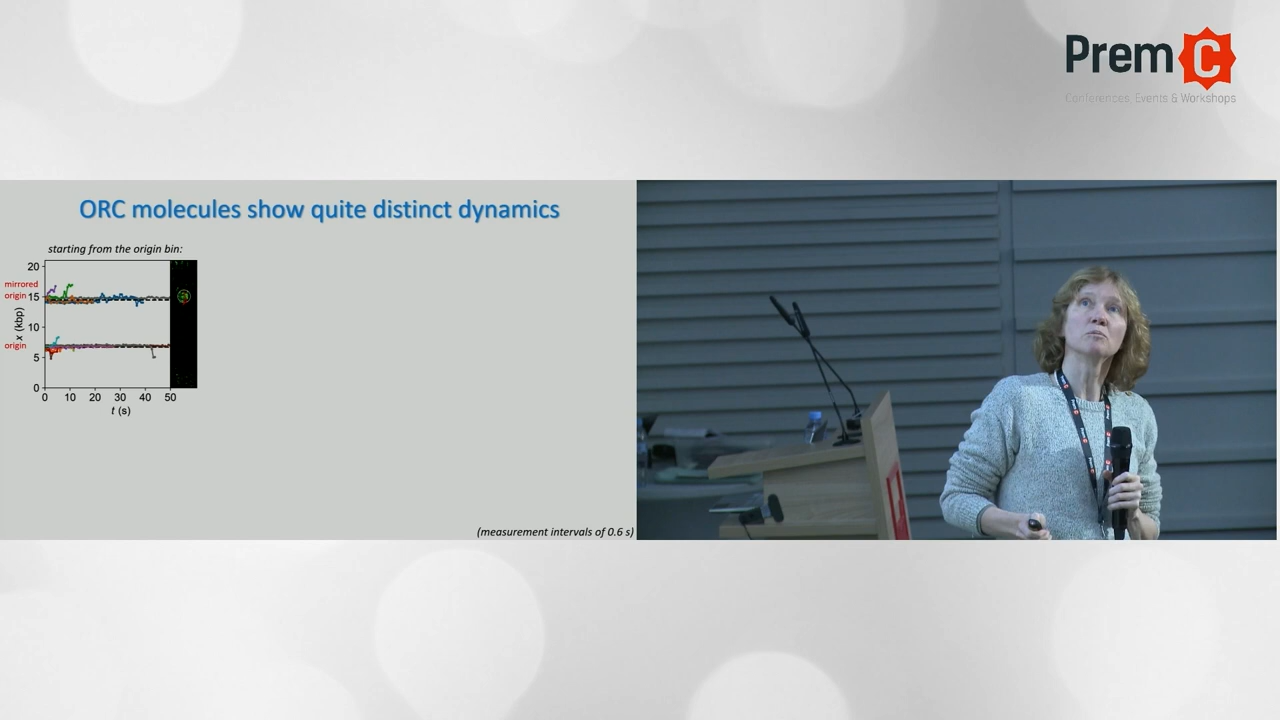 Prem C
Conferences, Events & Workshops
ORC molecules show quite distinct dynamics
starting from the origin bin:
mirrored
origin
origin
x (kbp)
20
15
10
5
0
0 10 20 30 40 50
t (s)
(measurement intervals of 0.6 s)